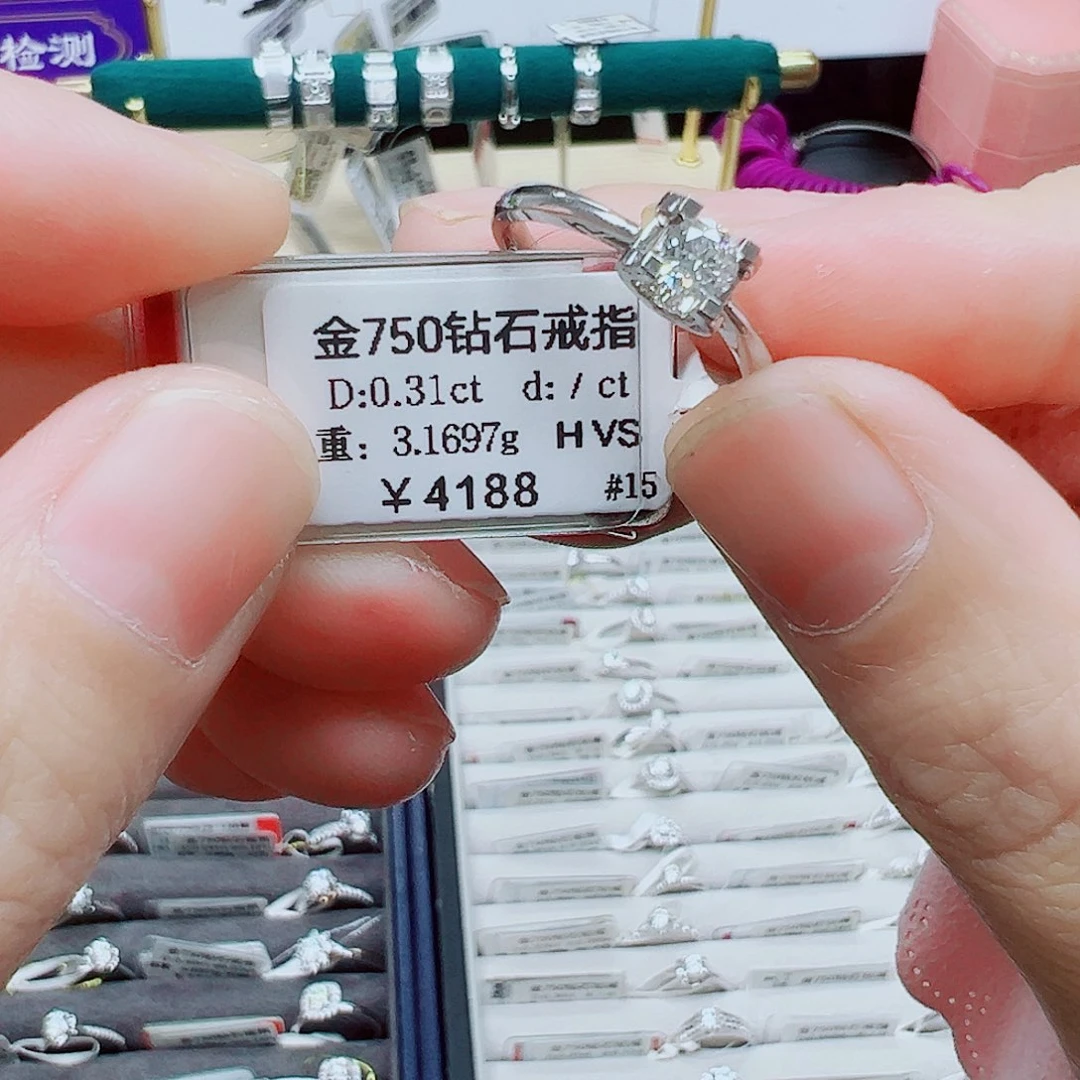 检测
金750钻石戒指
D:0.31ct d: / ct
重: 3.1697g H VS
￥4188 #15